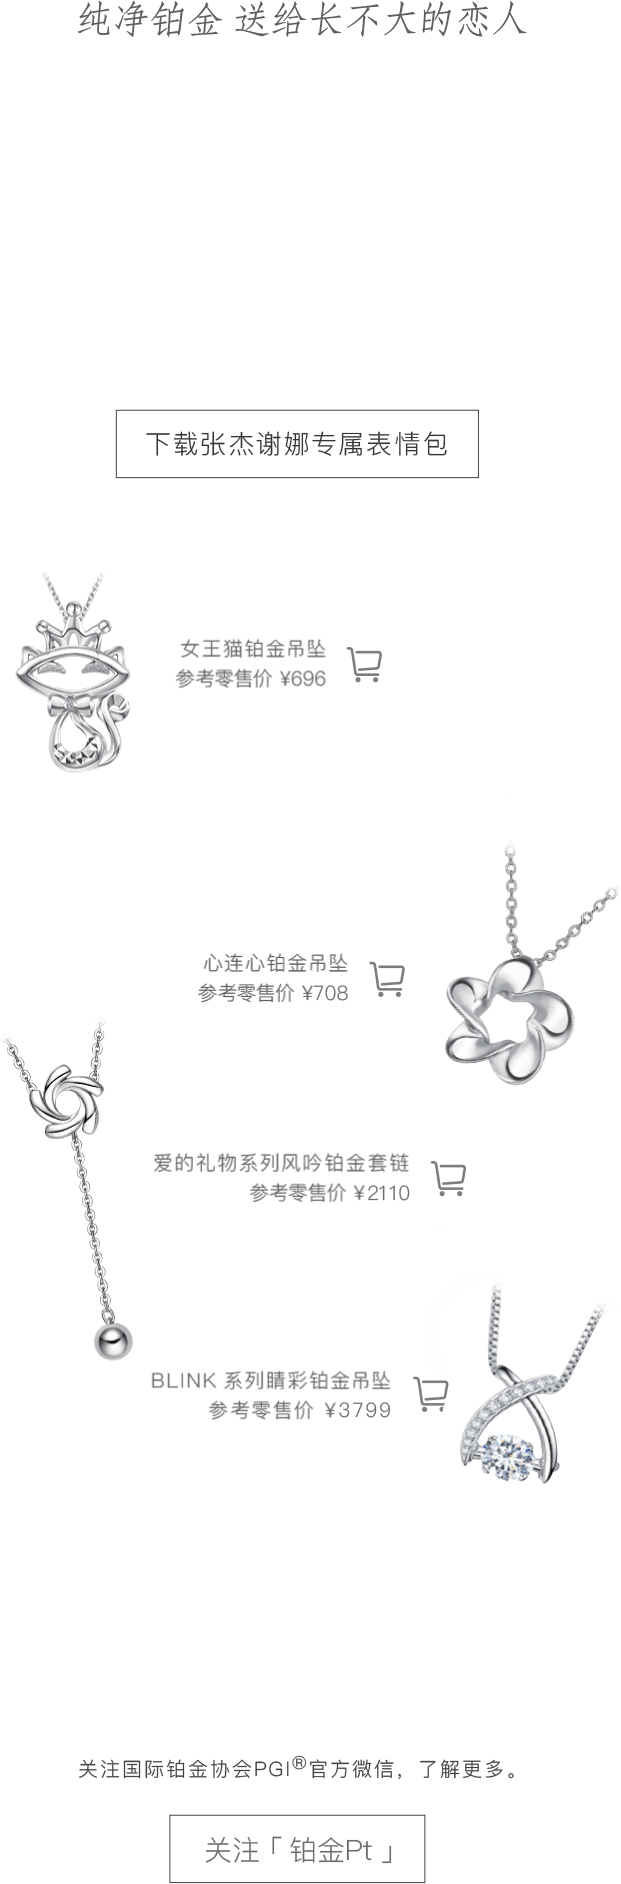 纯净铂金 送给长不大的恋人
下载张杰谢娜专属表情包
女王猫铂金吊坠
参考零售价 ¥696
心连心铂金吊坠
参考零售价 ¥708
爱的礼物系列风吟铂金套链
参考零售价 ¥2110
BLINK 系列睛彩铂金吊坠
参考零售价 ¥3799
关注国际铂金协会PGI®官方微信，了解更多。
关注「铂金Pt」